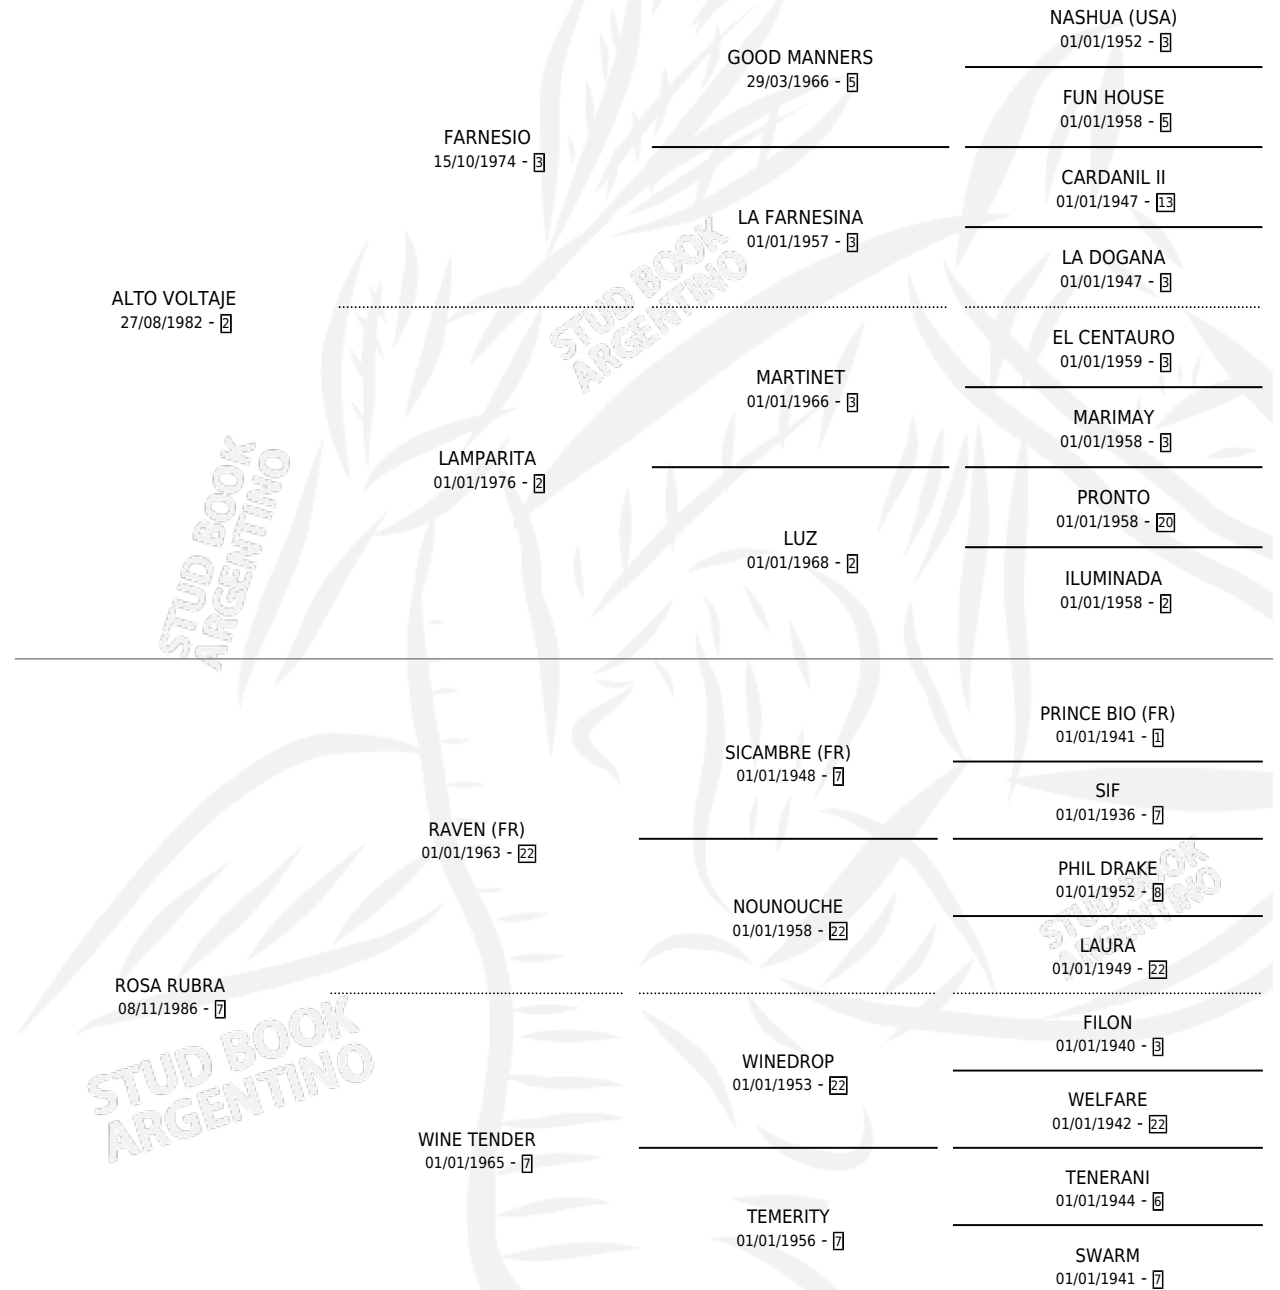 NASHUA (USA)
01/01/1952 - 3
GOOD MANNERS
29/03/1966 - 5
FUN HOUSE
01/01/1958 - 5
FARNESIO
15/10/1974 - 3
CARDANIL II
01/01/1947 - 13
LA FARNESINA
01/01/1957 - 3
LA DOGANA
01/01/1947 - 3
ALTO VOLTAJE
27/08/1982 - 2
EL CENTAURO
01/01/1959 - 3
MARTINET
01/01/1966 - 3
MARIMAY
01/01/1958 - 3
LAMPARITA
01/01/1976 - 2
PRONTO
01/01/1958 - 20
LUZ
01/01/1968 - 2
ILUMINADA
01/01/1958 - 2
STUD BOOK
ARGENTINO
STUD BOOK
ARGENTINO
PRINCE BIO (FR)
01/01/1941 - 1
SICAMBRE (FR)
01/01/1948 - 7
SIF
01/01/1936 - 7
RAVEN (FR)
01/01/1963 - 22
PHIL DRAKE
01/01/1952 - 8
NOUNOUCHE
01/01/1958 - 22
LAURA
01/01/1949 - 22
STUD BOOK
ARGENTINO
ROSA RUBRA
08/11/1986 - 7
FILON
01/01/1940 - 3
WINEDROP
01/01/1953 - 22
WELFARE
01/01/1942 - 22
STUD BOOK
ARGENTINO
WINE TENDER
01/01/1965 - 7
TENERANI
01/01/1944 - 6
TEMERITY
01/01/1956 - 7
SWARM
01/01/1941 - 7